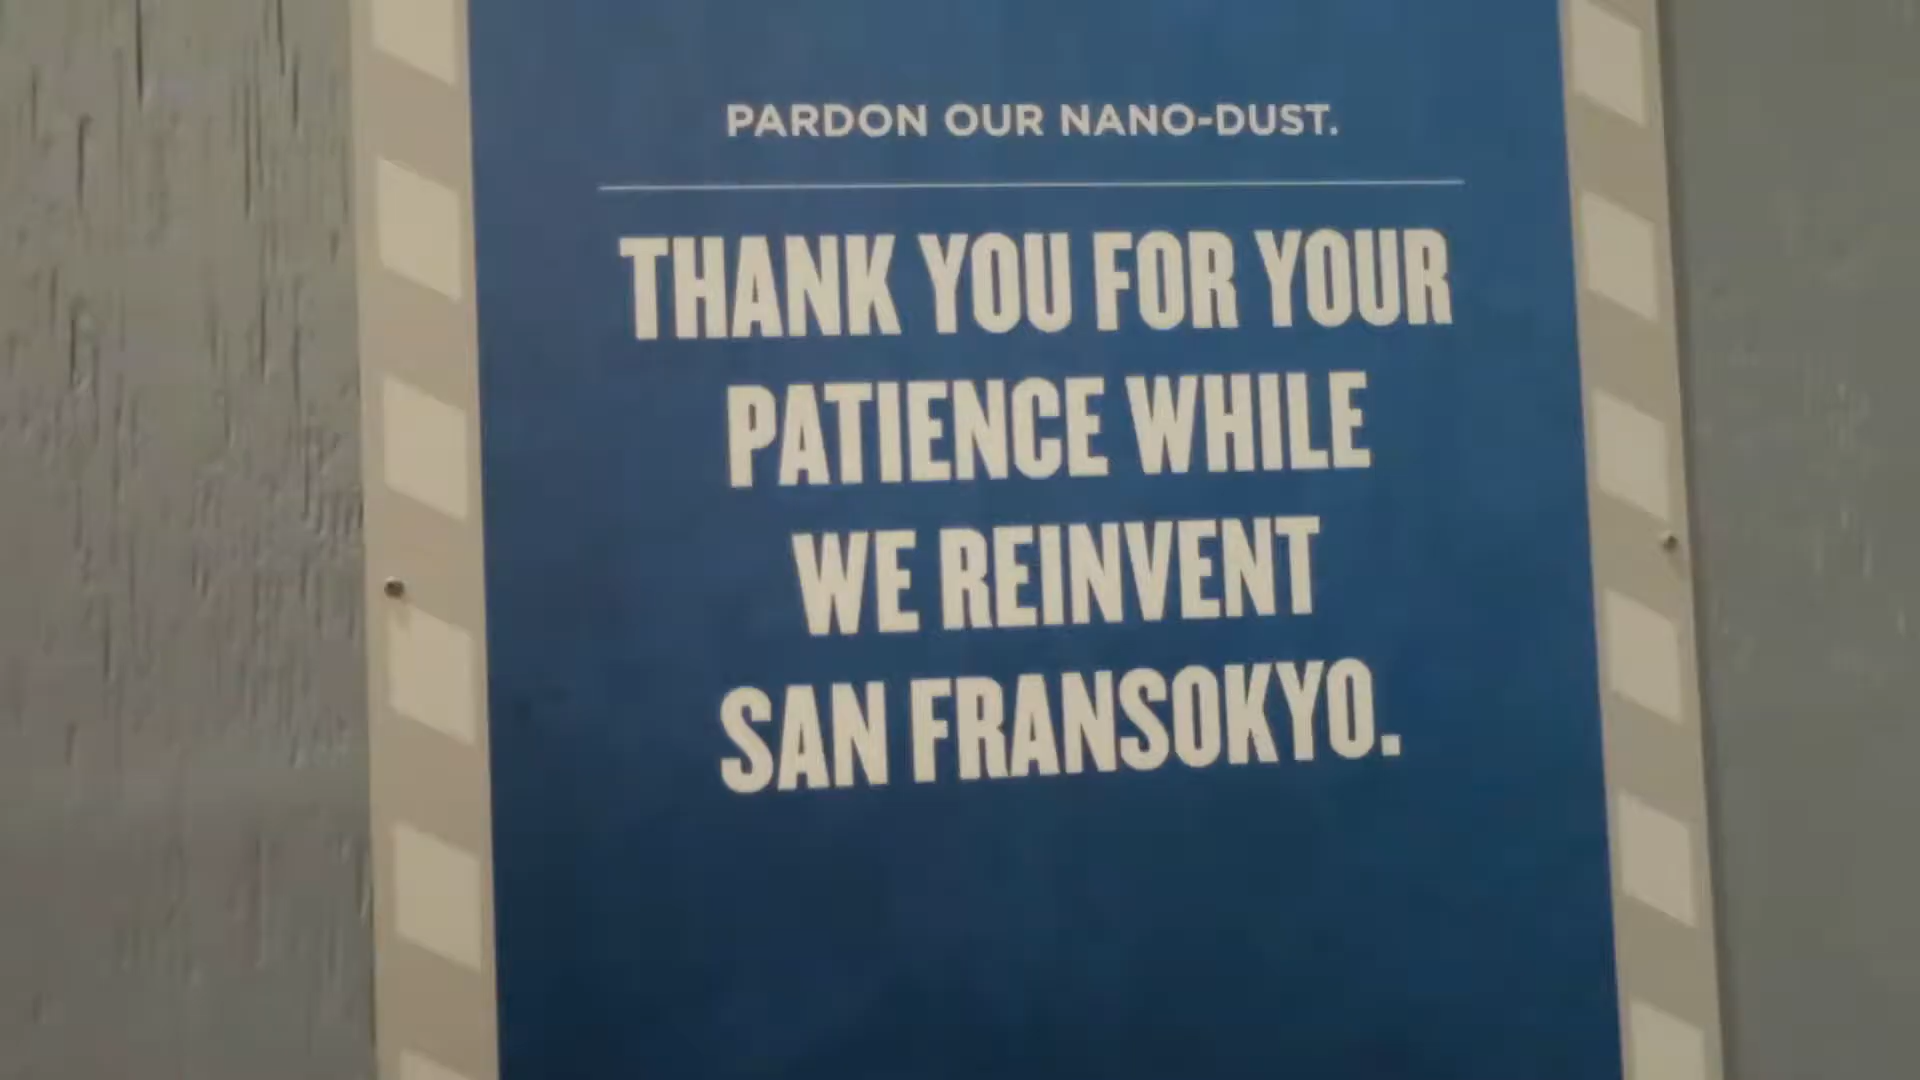 PARDON OUR NANO-DUST.
THANK YOU FOR YOUR
PATIENCE WHILE
WE REINVENT
SAN FRANSOKYO.